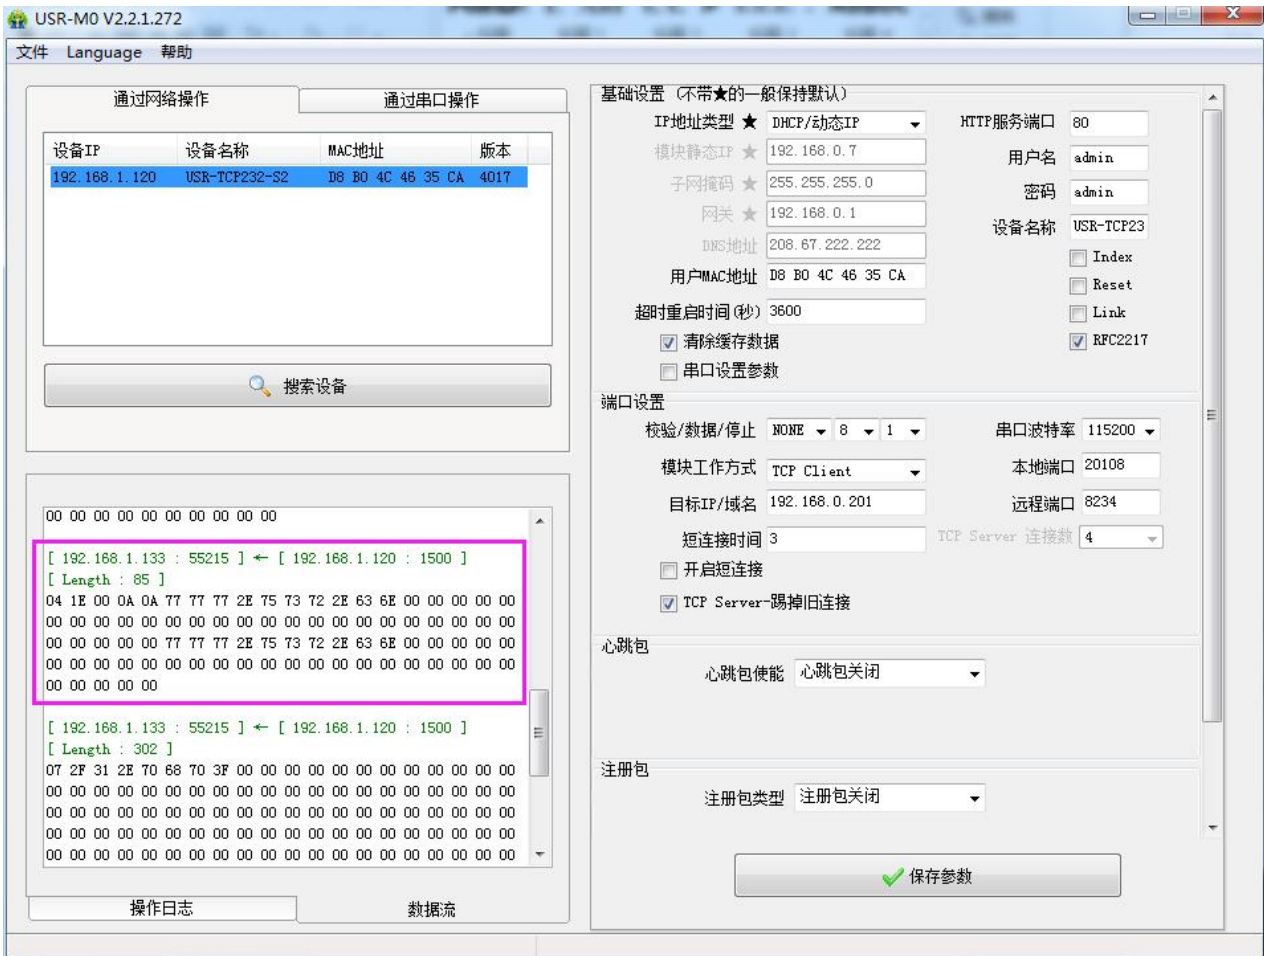 USR-M0 V2.2.1.272
文件 Language 帮助
通过网络操作 通过串口操作
设备IP 设备名称 MAC地址 版本
192.168.1.120 USR-TCP232-S2 D8 B0 4C 46 35 CA 4017
搜索设备
00 00 00 00 00 00 00 00 00 00
[ 192.168.1.133 : 55215 ] ← [ 192.168.1.120 : 1500 ]
[ Length : 85 ]
04 1E 00 0A 0A 77 77 77 2E 75 73 72 2E 63 6E 00 00 00 00 00
00 00 00 00 00 00 00 00 00 00 00 00 00 00 00 00 00 00 00 00
00 00 00 00 00 77 77 77 2E 75 73 72 2E 63 6E 00 00 00 00 00
00 00 00 00 00 00 00 00 00 00 00 00 00 00 00 00 00 00 00 00
00 00 00 00 00
[ 192.168.1.133 : 55215 ] ← [ 192.168.1.120 : 1500 ]
[ Length : 302 ]
07 2F 31 2E 70 68 70 3F 00 00 00 00 00 00 00 00 00 00 00 00
00 00 00 00 00 00 00 00 00 00 00 00 00 00 00 00 00 00 00 00
00 00 00 00 00 00 00 00 00 00 00 00 00 00 00 00 00 00 00 00
00 00 00 00 00 00 00 00 00 00 00 00 00 00 00 00 00 00 00 00
00 00 00 00 00 00 00 00 00 00 00 00 00 00 00 00 00 00 00 00
操作日志 数据流
基础设置 (不带★的一般保持默认)
IP地址类型 ★ DHCP/动态IP
模块静态IP ★ 192.168.0.7
子网掩码 ★ 255.255.255.0
网关 ★ 192.168.0.1
DNS地址 208.67.222.222
用户MAC地址 D8 B0 4C 46 35 CA
超时重启时间(秒) 3600
清除缓存数据
串口设置参数
HTTP服务端口 80
用户名 admin
密码 admin
设备名称 USR-TCP23
Index
Reset
Link
RFC2217
端口设置
校验/数据/停止 NONE 8 1 串口波特率 115200
模块工作方式 TCP Client 本地端口 20108
目标IP/域名 192.168.0.201 远程端口 8234
短连接时间 3 TCP Server 连接数 4
开启短连接
TCP Server-踢掉旧连接
心跳包
心跳包使能 心跳包关闭
注册包
注册包类型 注册包关闭
保存参数